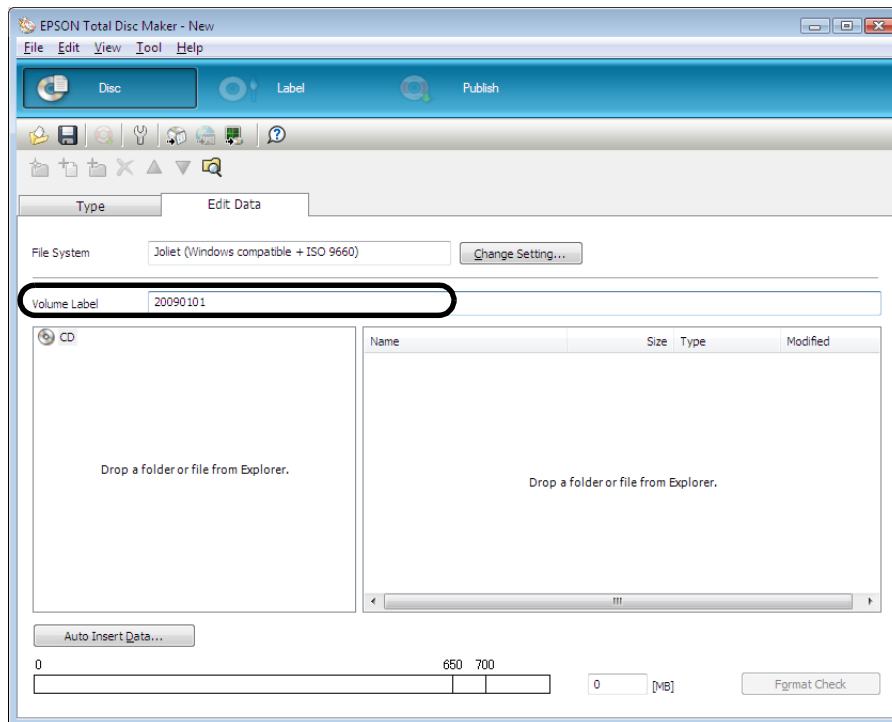 EPSON Total Disc Maker - New
File Edit View Tool Help
Disc Label Publish
Type Edit Data
File System Joliet (Windows compatible + ISO 9660) Change Setting...
Volume Label 20090101
CD Name Size Type Modified
Drop a folder or file from Explorer.
Drop a folder or file from Explorer.
Auto Insert Data...
0 650 700
0 [MB] Format Check